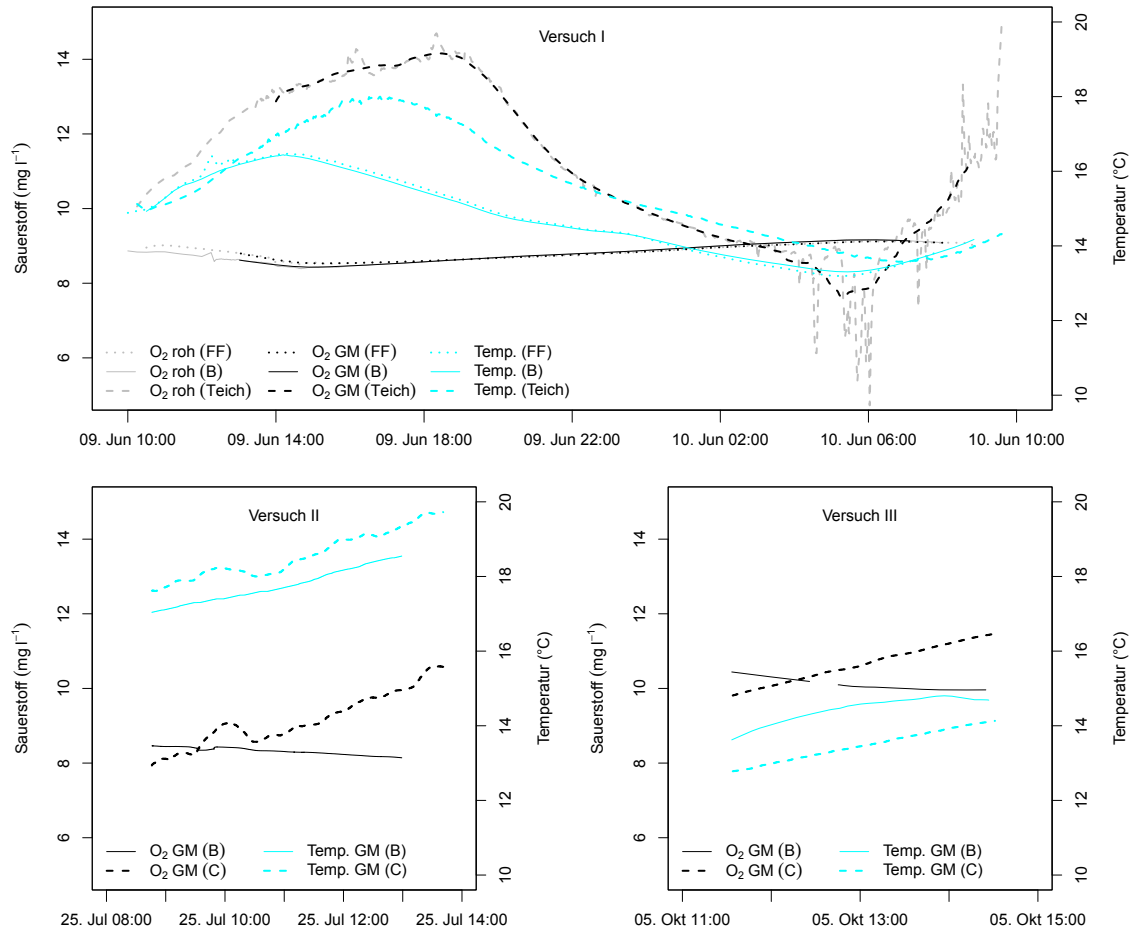 Versuch I
Sauerstoff (mg l⁻¹)
6 8 10 12 14
Temperatur (°C)
10 12 14 16 18 20
O₂ roh (FF) O₂ GM (FF) Temp. (FF)
O₂ roh (B) O₂ GM (B) Temp. (B)
O₂ roh (Teich) O₂ GM (Teich) Temp. (Teich)
09. Jun 10:00 09. Jun 14:00 09. Jun 18:00 09. Jun 22:00 10. Jun 02:00 10. Jun 06:00 10. Jun 10:00
Versuch II
Sauerstoff (mg l⁻¹)
6 8 10 12 14
Temperatur (°C)
10 12 14 16 18 20
O₂ GM (B) Temp. GM (B)
O₂ GM (C) Temp. GM (C)
25. Jul 08:00 25. Jul 10:00 25. Jul 12:00 25. Jul 14:00
Versuch III
Sauerstoff (mg l⁻¹)
6 8 10 12 14
Temperatur (°C)
10 12 14 16 18 20
O₂ GM (B) Temp. GM (B)
O₂ GM (C) Temp. GM (C)
05. Okt 11:00 05. Okt 13:00 05. Okt 15:00